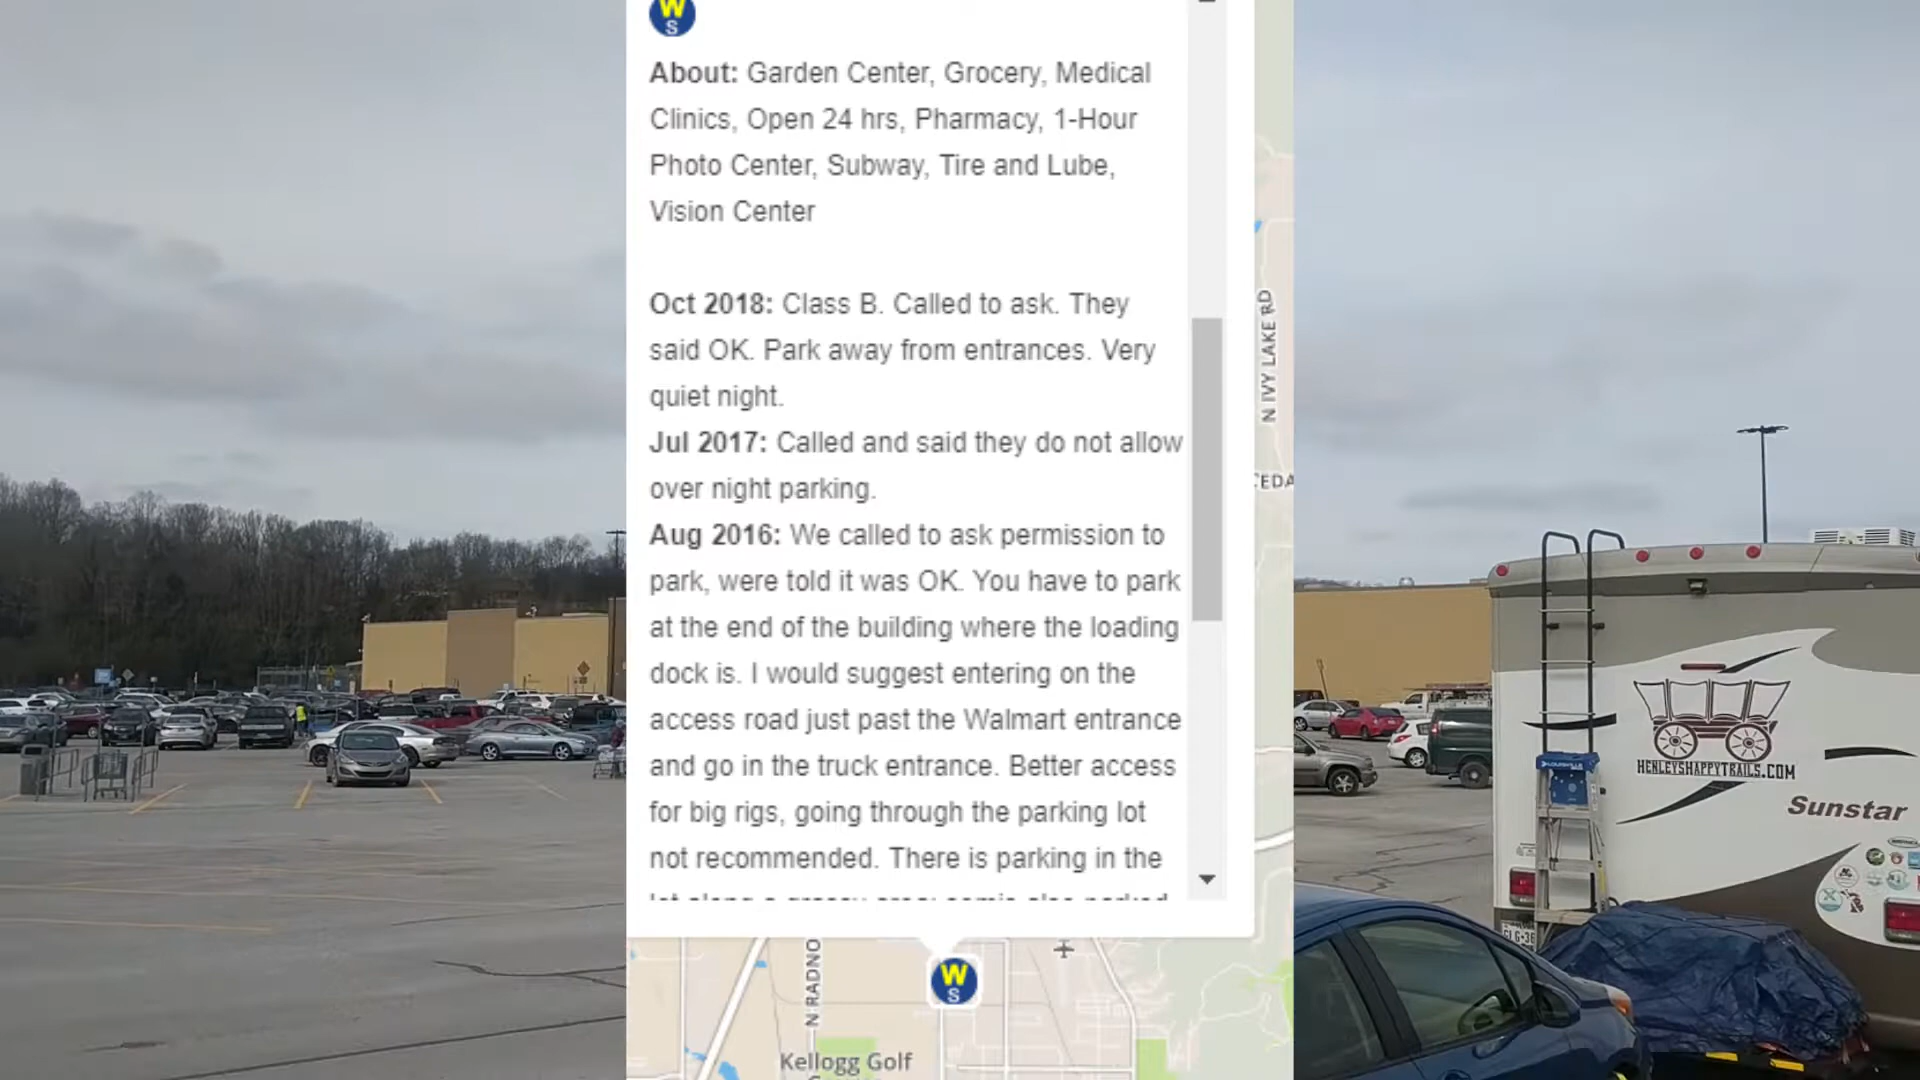 W
S
About: Garden Center, Grocery, Medical
Clinics, Open 24 hrs, Pharmacy, 1-Hour
Photo Center, Subway, Tire and Lube,
Vision Center
Oct 2018: Class B. Called to ask. They
said OK. Park away from entrances. Very
quiet night.
Jul 2017: Called and said they do not allow
over night parking.
Aug 2016: We called to ask permission to
park, were told it was OK. You have to park
at the end of the building where the loading
dock is. I would suggest entering on the
access road just past the Walmart entrance
and go in the truck entrance. Better access
for big rigs, going through the parking lot
not recommended. There is parking in the
N IVY LAKE RD
N RADNO
W
S
Kellogg Golf
HENLEYSHAPPYTRAILS.COM
Sunstar